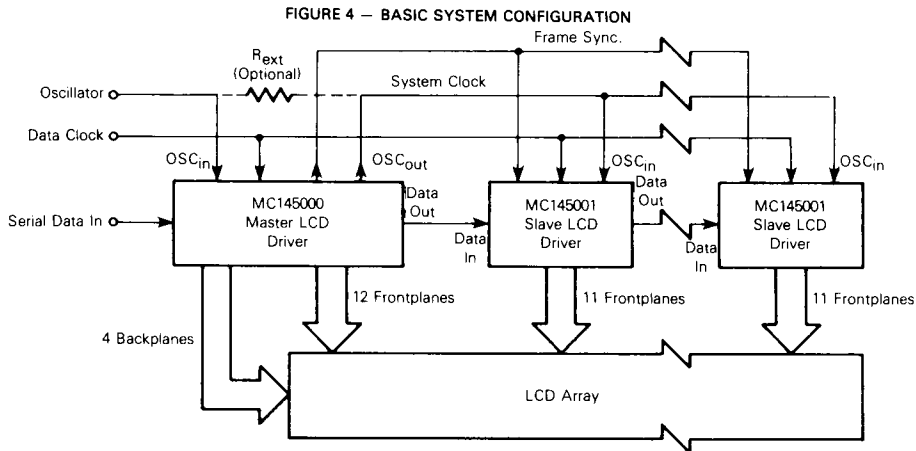 FIGURE 4 — BASIC SYSTEM CONFIGURATION
Frame Sync.
Rext
(Optional)
System Clock
Oscillator
Data Clock
OSCin
OSCout
OSCin
OSCin
Serial Data In
MC145000
Master LCD
Driver
Data
Out
Data
In
MC145001
Slave LCD
Driver
Data
Out
Data
In
MC145001
Slave LCD
Driver
4 Backplanes
12 Frontplanes
11 Frontplanes
11 Frontplanes
LCD Array